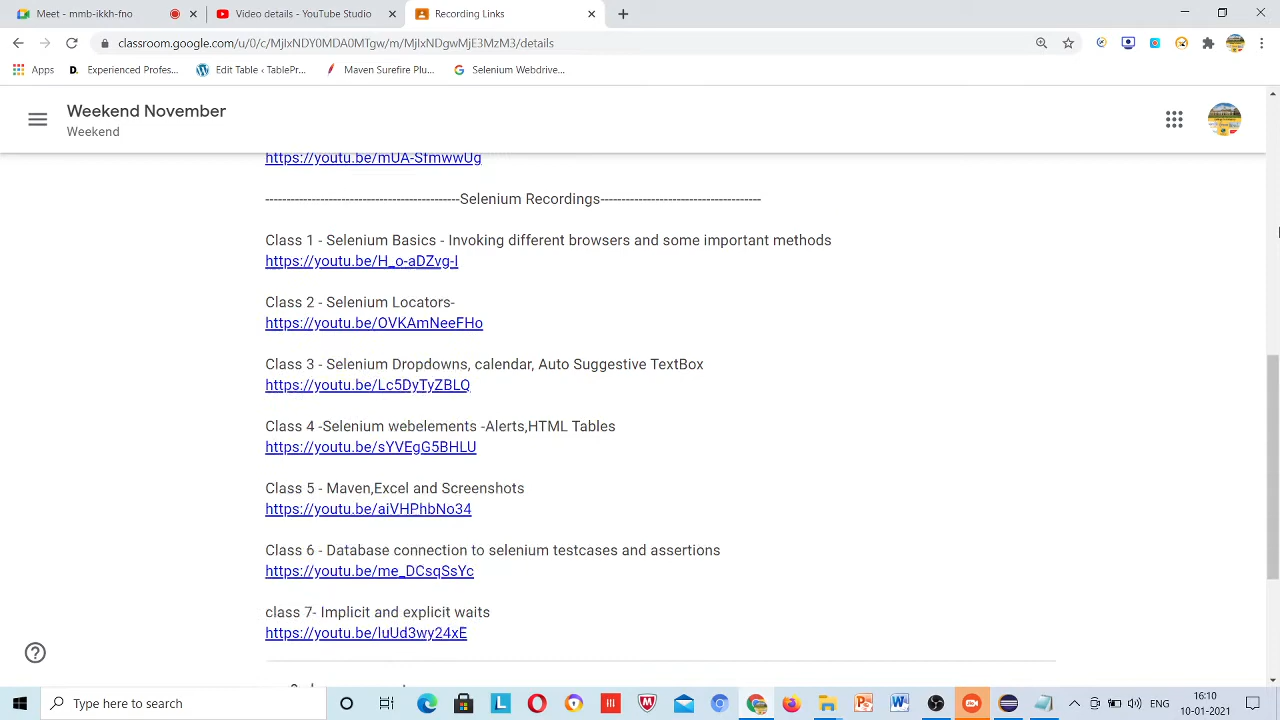 Meet - mmb-ikkh-fno
Video details - YouTube Studio
Recording Links
classroom.google.com/u/0/c/MjIxNDY0MDA0MTgw/m/MjIxNDgwMjE3MzM3/details
Apps
Experienced Profes...
Edit Table ‹ TablePr...
Maven Surefire Plu...
Selenium Webdrive...
Weekend November
Weekend
https://youtu.be/mUA-SfmwwUg
----------------------------------------------Selenium Recordings--------------------------------------
Class 1 - Selenium Basics - Invoking different browsers and some important methods
https://youtu.be/H_o-aDZvg-I
Class 2 - Selenium Locators-
https://youtu.be/OVKAmNeeFHo
Class 3 - Selenium Dropdowns, calendar, Auto Suggestive TextBox
https://youtu.be/Lc5DyTyZBLQ
Class 4 -Selenium webelements -Alerts,HTML Tables
https://youtu.be/sYVEgG5BHLU
Class 5 - Maven,Excel and Screenshots
https://youtu.be/aiVHPhbNo34
Class 6 - Database connection to selenium testcases and assertions
https://youtu.be/me_DCsqSsYc
class 7- Implicit and explicit waits
https://youtu.be/luUd3wy24xE
Type here to search
ENG
16:10
10-01-2021